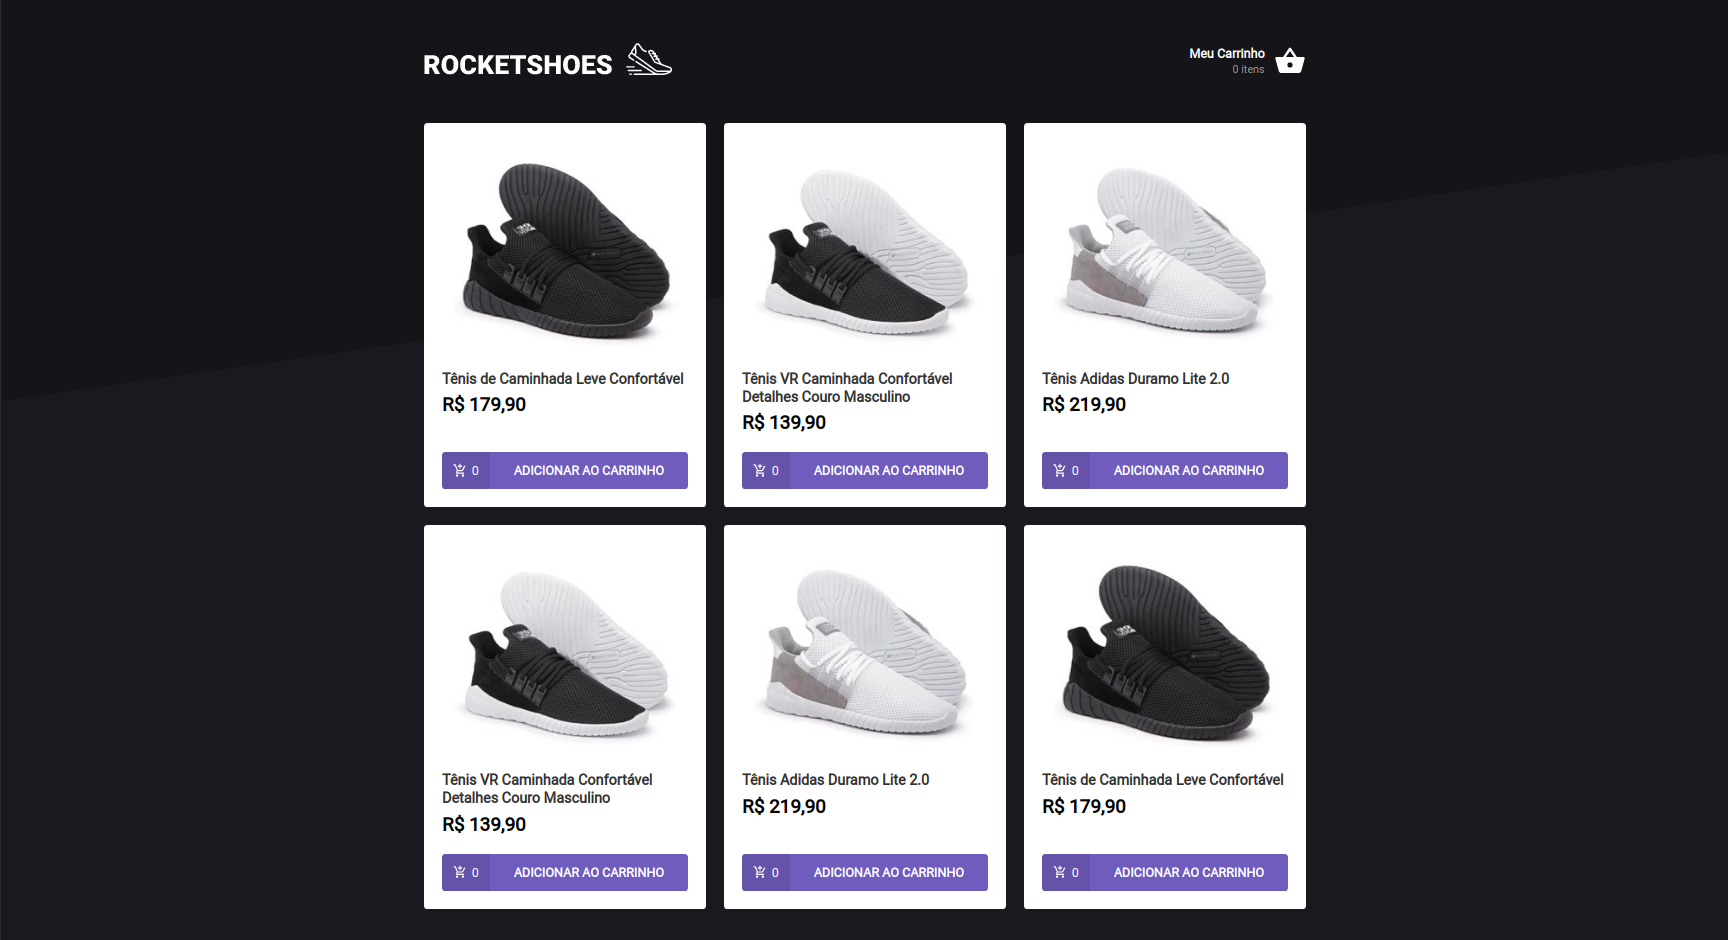 ROCKETSHOES
Meu Carrinho
0 itens
Tênis de Caminhada Leve Confortável
R$ 179,90
0 ADICIONAR AO CARRINHO
Tênis VR Caminhada Confortável
Detalhes Couro Masculino
R$ 139,90
0 ADICIONAR AO CARRINHO
Tênis Adidas Duramo Lite 2.0
R$ 219,90
0 ADICIONAR AO CARRINHO
Tênis VR Caminhada Confortável
Detalhes Couro Masculino
R$ 139,90
0 ADICIONAR AO CARRINHO
Tênis Adidas Duramo Lite 2.0
R$ 219,90
0 ADICIONAR AO CARRINHO
Tênis de Caminhada Leve Confortável
R$ 179,90
0 ADICIONAR AO CARRINHO